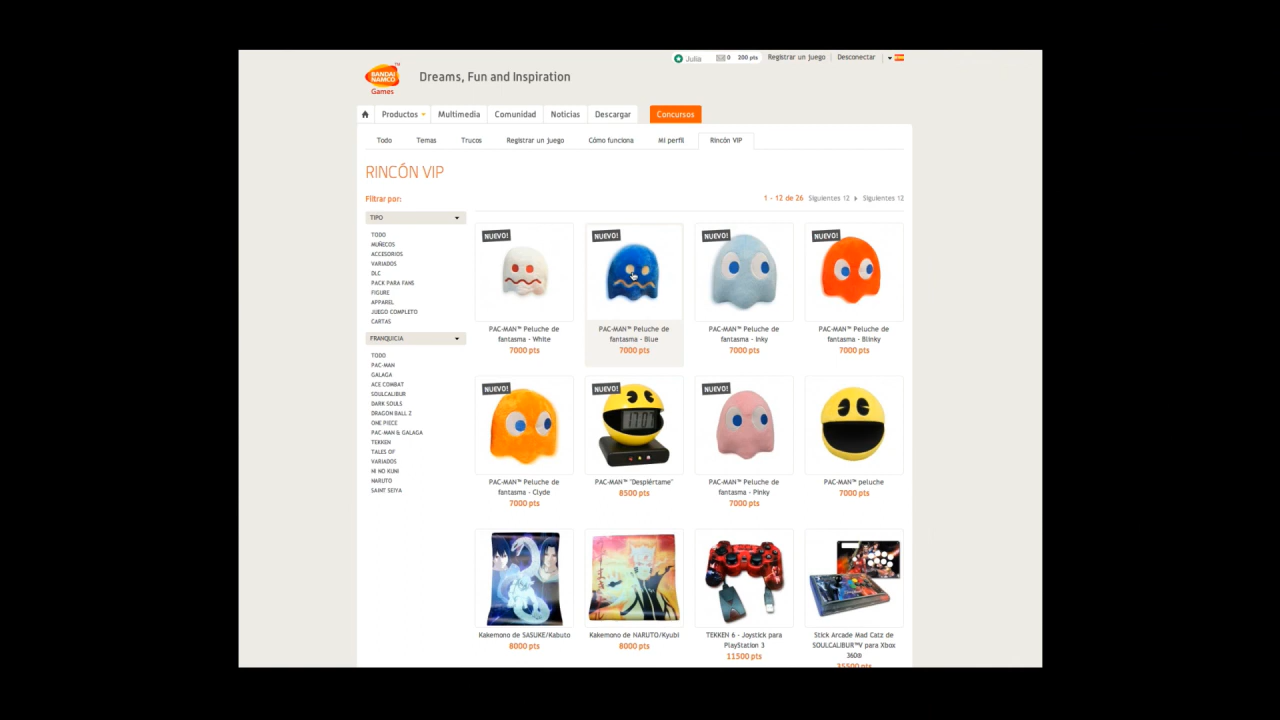 Julia 0 200 pts Registrar un juego Desconectar
BANDAI
NAMCO
Games
TM
Dreams, Fun and Inspiration
Productos Multimedia Comunidad Noticias Descargar Concursos
Todo Temas Trucos Registrar un juego Cómo funciona Mi perfil Rincón VIP
RINCÓN VIP
Filtrar por:
1 - 12 de 26 Siguientes 12 Siguientes 12
TIPO
TODO
MUÑECOS
ACCESORIOS
VARIADOS
DLC
PACK PARA FANS
FIGURE
APPAREL
JUEGO COMPLETO
CARTAS
FRANQUICIA
TODO
PAC-MAN
GALAGA
ACE COMBAT
SOULCALIBUR
DARK SOULS
DRAGON BALL Z
ONE PIECE
PAC-MAN & GALAGA
TEKKEN
TALES OF
VARIADOS
NI NO KUNI
NARUTO
SAINT SEIYA
NUEVO!
PAC-MAN™ Peluche de
fantasma - White
7000 pts
NUEVO!
PAC-MAN™ Peluche de
fantasma - Blue
7000 pts
NUEVO!
PAC-MAN™ Peluche de
fantasma - Inky
7000 pts
NUEVO!
PAC-MAN™ Peluche de
fantasma - Blinky
7000 pts
NUEVO!
PAC-MAN™ Peluche de
fantasma - Clyde
7000 pts
NUEVO!
PAC-MAN™ "Despiértame"
8500 pts
NUEVO!
PAC-MAN™ Peluche de
fantasma - Pinky
7000 pts
PAC-MAN peluche
7000 pts
Kakemono de SASUKE/Kabuto
8000 pts
Kakemono de NARUTO/Kyubi
8000 pts
TEKKEN 6 - Joystick para
PlayStation 3
11500 pts
Stick Arcade Mad Catz de
SOULCALIBUR™V para Xbox
360®
35500 pts